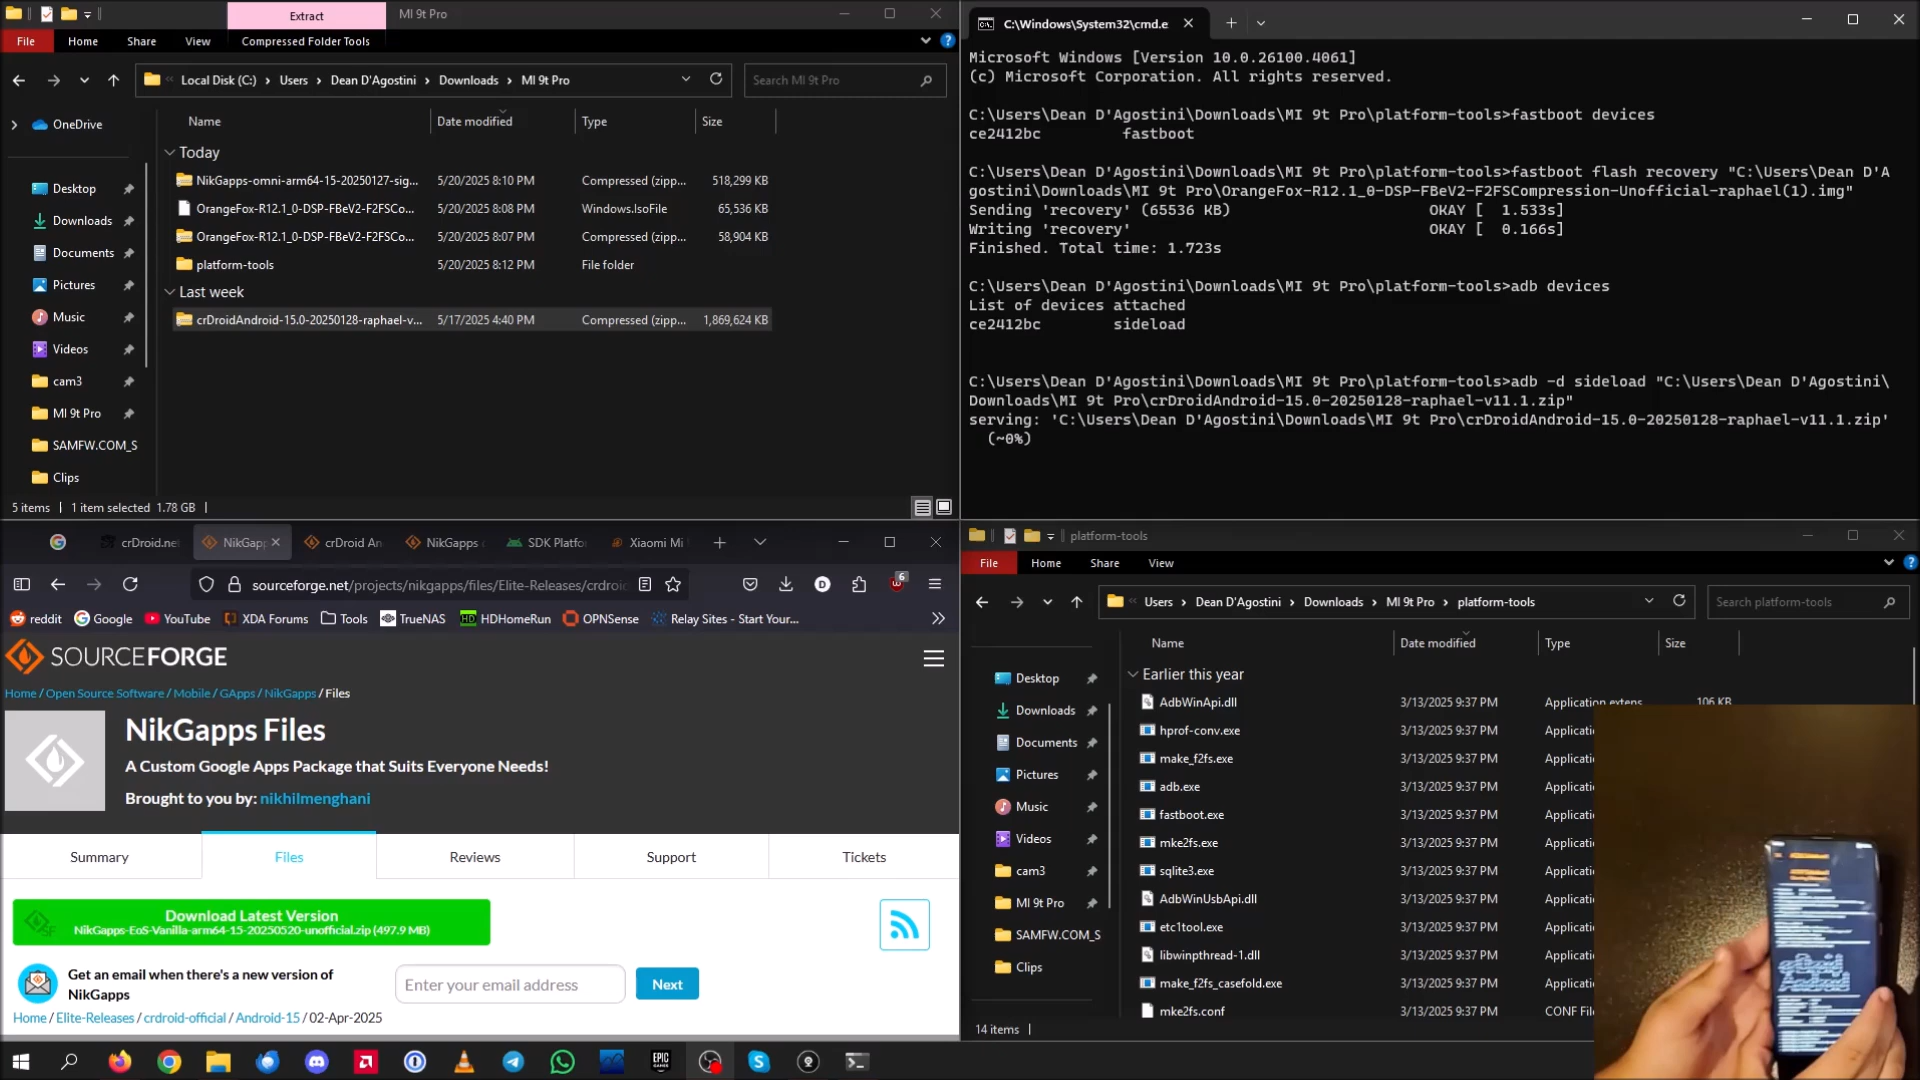 Extract
MI 9t Pro
File
Home
Share
View
Compressed Folder Tools
« Local Disk (C:) › Users › Dean D'Agostini › Downloads › MI 9t Pro
Search MI 9t Pro
Name
Date modified
Type
Size
OneDrive
Desktop
Downloads
Documents
Pictures
Music
Videos
cam3
MI 9t Pro
SAMFW.COM_S
Clips
Today
NikGapps-omni-arm64-15-20250127-sig... 5/20/2025 8:10 PM Compressed (zipp... 518,299 KB
OrangeFox-R12.1_0-DSP-FBeV2-F2FSCo... 5/20/2025 8:08 PM Windows.IsoFile 65,536 KB
OrangeFox-R12.1_0-DSP-FBeV2-F2FSCo... 5/20/2025 8:07 PM Compressed (zipp... 58,904 KB
platform-tools 5/20/2025 8:12 PM File folder
Last week
crDroidAndroid-15.0-20250128-raphael-v... 5/17/2025 4:40 PM Compressed (zipp... 1,869,624 KB
5 items
1 item selected 1.78 GB
C:\Windows\System32\cmd.e
Microsoft Windows [Version 10.0.26100.4061]
(c) Microsoft Corporation. All rights reserved.
C:\Users\Dean D'Agostini\Downloads\MI 9t Pro\platform-tools>fastboot devices
ce2412bc fastboot
C:\Users\Dean D'Agostini\Downloads\MI 9t Pro\platform-tools>fastboot flash recovery "C:\Users\Dean D'A
gostini\Downloads\MI 9t Pro\OrangeFox-R12.1_0-DSP-FBeV2-F2FSCompression-Unofficial-raphael(1).img"
Sending 'recovery' (65536 KB) OKAY [ 1.533s]
Writing 'recovery' OKAY [ 0.166s]
Finished. Total time: 1.723s
C:\Users\Dean D'Agostini\Downloads\MI 9t Pro\platform-tools>adb devices
List of devices attached
ce2412bc sideload
C:\Users\Dean D'Agostini\Downloads\MI 9t Pro\platform-tools>adb -d sideload "C:\Users\Dean D'Agostini\
Downloads\MI 9t Pro\crDroidAndroid-15.0-20250128-raphael-v11.1.zip"
serving: 'C:\Users\Dean D'Agostini\Downloads\MI 9t Pro\crDroidAndroid-15.0-20250128-raphael-v11.1.zip'
(~0%)
crDroid.ne
NikGapp
crDroid An
NikGapps
SDK Platfo
Xiaomi Mi
sourceforge.net/projects/nikgapps/files/Elite-Releases/crdroid
6
reddit
Google
YouTube
XDA Forums
Tools
TrueNAS
HDHomeRun
OPNSense
Relay Sites - Start Your...
SOURCEFORGE
Home / Open Source Software / Mobile / GApps / NikGapps / Files
NikGapps Files
A Custom Google Apps Package that Suits Everyone Needs!
Brought to you by: nikhilmenghani
Summary
Files
Reviews
Support
Tickets
Download Latest Version
NikGapps-EoS-Vanilla-arm64-15-20250520-unofficial.zip (497.9 MB)
Get an email when there's a new version of
NikGapps
Enter your email address
Next
Home / Elite-Releases / crdroid-official / Android-15 / 02-Apr-2025
platform-tools
File
Home
Share
View
« Users › Dean D'Agostini › Downloads › MI 9t Pro › platform-tools
Search platform-tools
Name
Date modified
Type
Size
Desktop
Downloads
Documents
Pictures
Music
Videos
cam3
MI 9t Pro
SAMFW.COM_S
Clips
Earlier this year
AdbWinApi.dll 3/13/2025 9:37 PM Application extens 106 KB
hprof-conv.exe 3/13/2025 9:37 PM Applicatio
make_f2fs.exe 3/13/2025 9:37 PM Applicatio
adb.exe 3/13/2025 9:37 PM Applicatio
fastboot.exe 3/13/2025 9:37 PM Applicatio
mke2fs.exe 3/13/2025 9:37 PM Applicatio
sqlite3.exe 3/13/2025 9:37 PM Applicatio
AdbWinUsbApi.dll 3/13/2025 9:37 PM Applicatio
etc1tool.exe 3/13/2025 9:37 PM Applicatio
libwinpthread-1.dll 3/13/2025 9:37 PM Applicatio
make_f2fs_casefold.exe 3/13/2025 9:37 PM Applicatio
mke2fs.conf 3/13/2025 9:37 PM CONF File
14 items
EPIC
GAMES